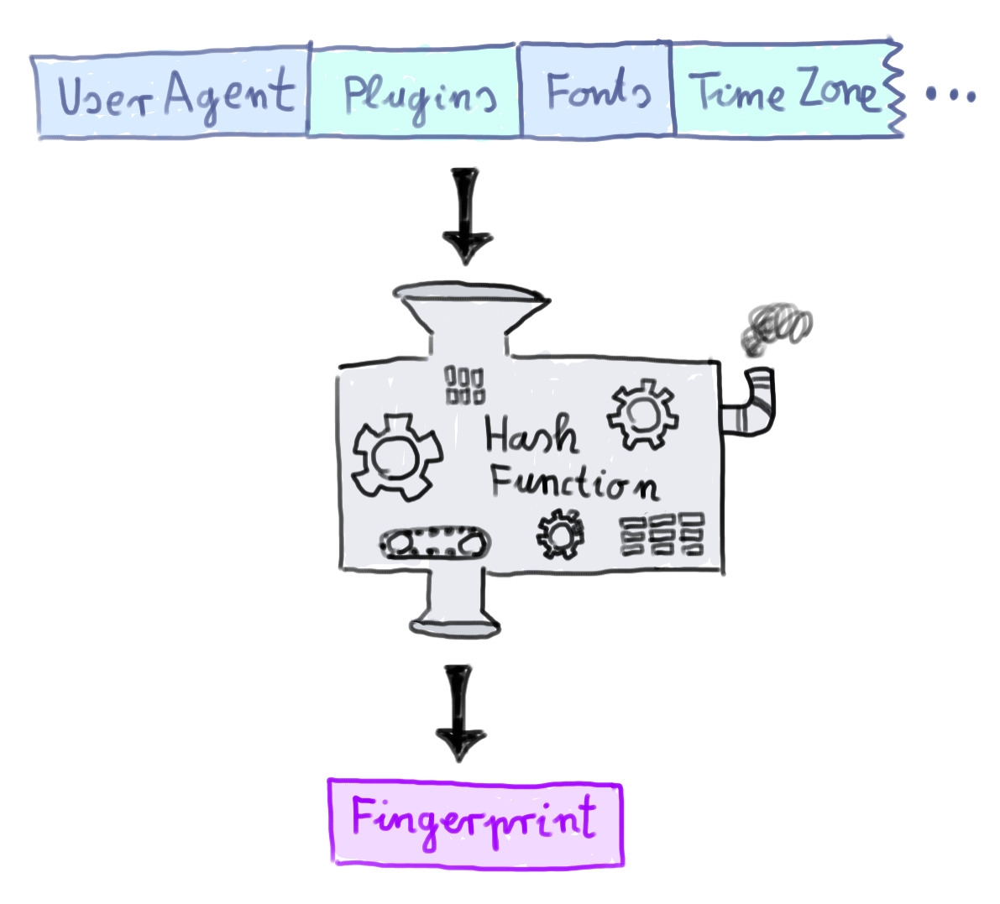 User Agent Plugins Fonts Time Zone ...
Hash
Function
Fingerprint